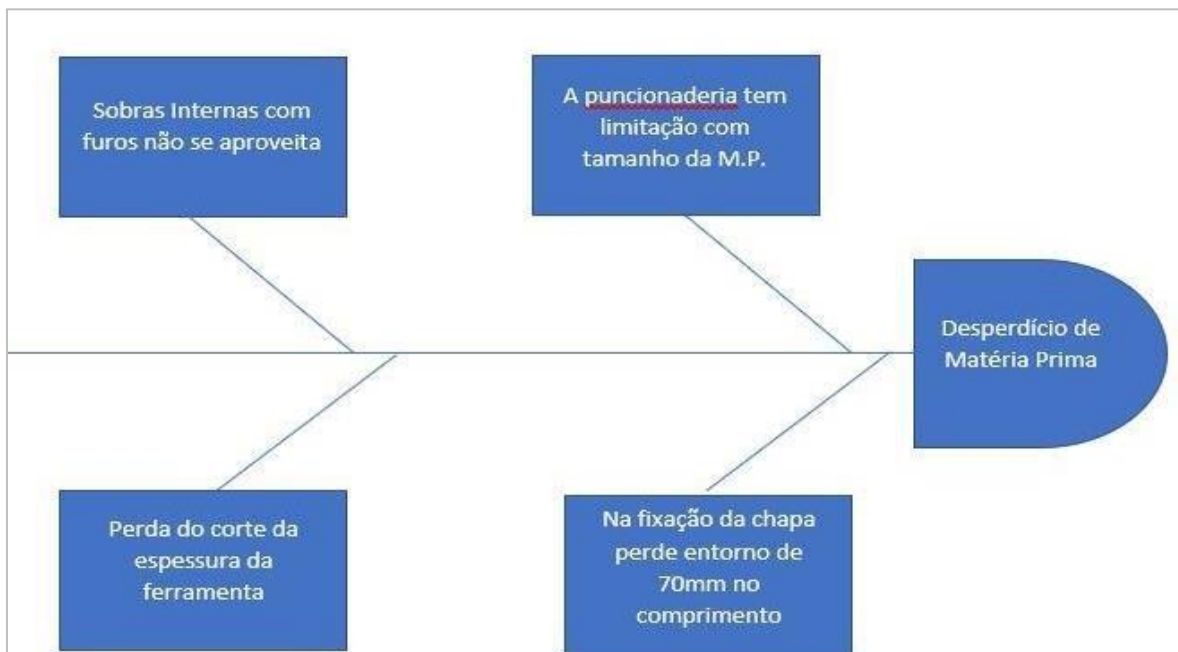 Sobras Internas com
furos não se aproveita
A puncionaderia tem
limitação com
tamanho da M.P.
Desperdício de
Matéria Prima
Perda do corte da
espessura da
ferramenta
Na fixação da chapa
perde entorno de
70mm no
comprimento